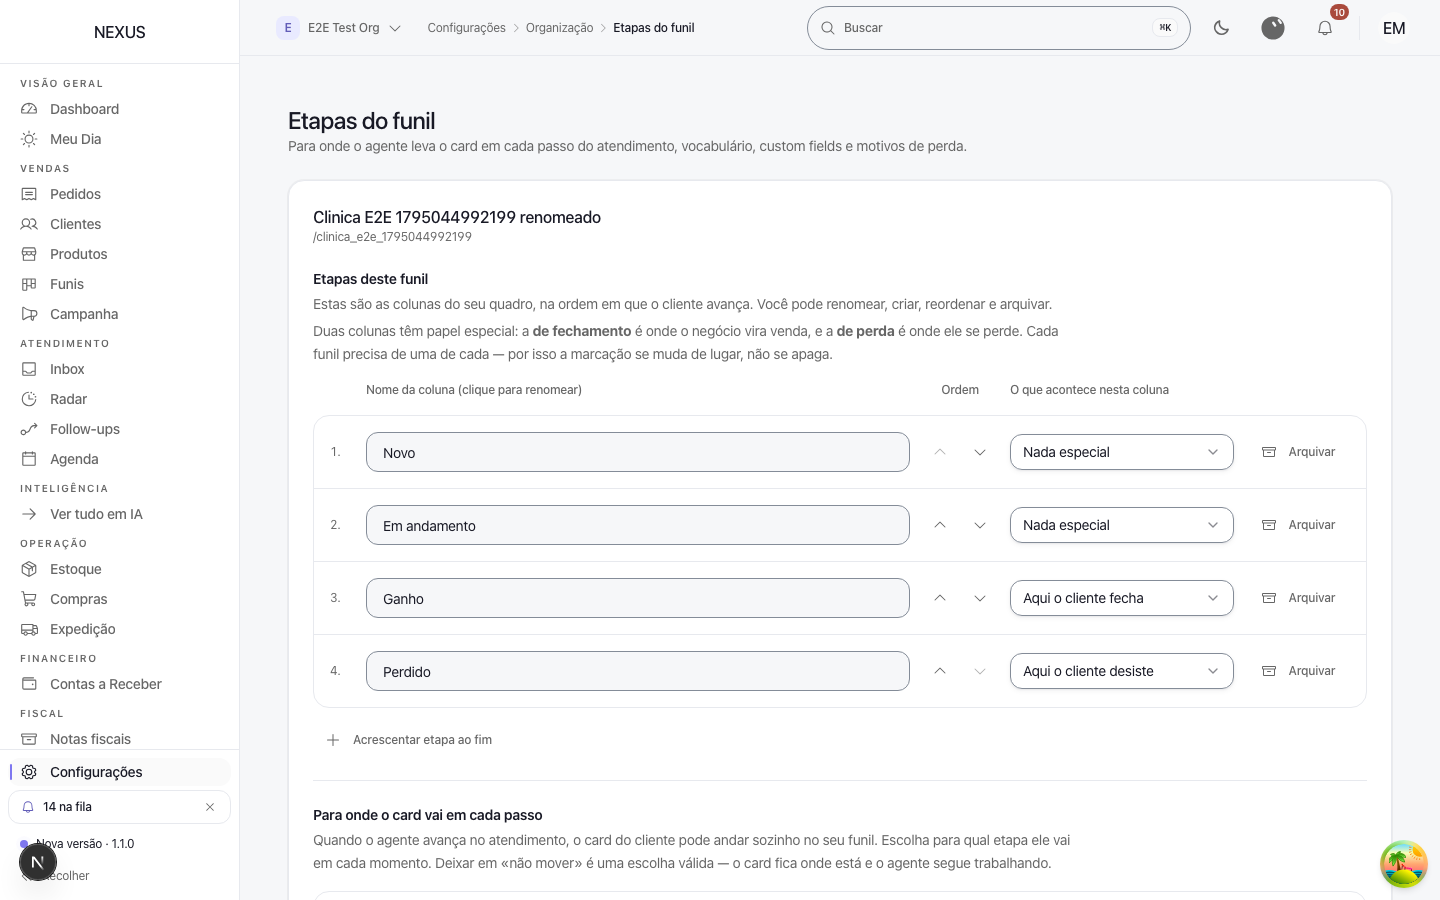 NEXUS
VISÃO GERAL
Dashboard
Meu Dia
VENDAS
Pedidos
Clientes
Produtos
Funis
Campanha
ATENDIMENTO
Inbox
Radar
Follow-ups
Agenda
INTELIGÊNCIA
Ver tudo em IA
OPERAÇÃO
Estoque
Compras
Expedição
FINANCEIRO
Contas a Receber
FISCAL
Notas fiscais
Configurações
14 na fila
Nova versão · 1.1.0
N
E E2E Test Org Configurações Organização Etapas do funil Buscar ⌘K 10 EM
Etapas do funil
Para onde o agente leva o card em cada passo do atendimento, vocabulário, custom fields e motivos de perda.
Clinica E2E 1795044992199 renomeado
/clinica_e2e_1795044992199
Etapas deste funil
Estas são as colunas do seu quadro, na ordem em que o cliente avança. Você pode renomear, criar, reordenar e arquivar.
Duas colunas têm papel especial: a de fechamento é onde o negócio vira venda, e a de perda é onde ele se perde. Cada
funil precisa de uma de cada — por isso a marcação se muda de lugar, não se apaga.
Nome da coluna (clique para renomear) Ordem O que acontece nesta coluna
1. Novo Nada especial Arquivar
2. Em andamento Nada especial Arquivar
3. Ganho Aqui o cliente fecha Arquivar
4. Perdido Aqui o cliente desiste Arquivar
Acrescentar etapa ao fim
Para onde o card vai em cada passo
Quando o agente avança no atendimento, o card do cliente pode andar sozinho no seu funil. Escolha para qual etapa ele vai
em cada momento. Deixar em «não mover» é uma escolha válida — o card fica onde está e o agente segue trabalhando.